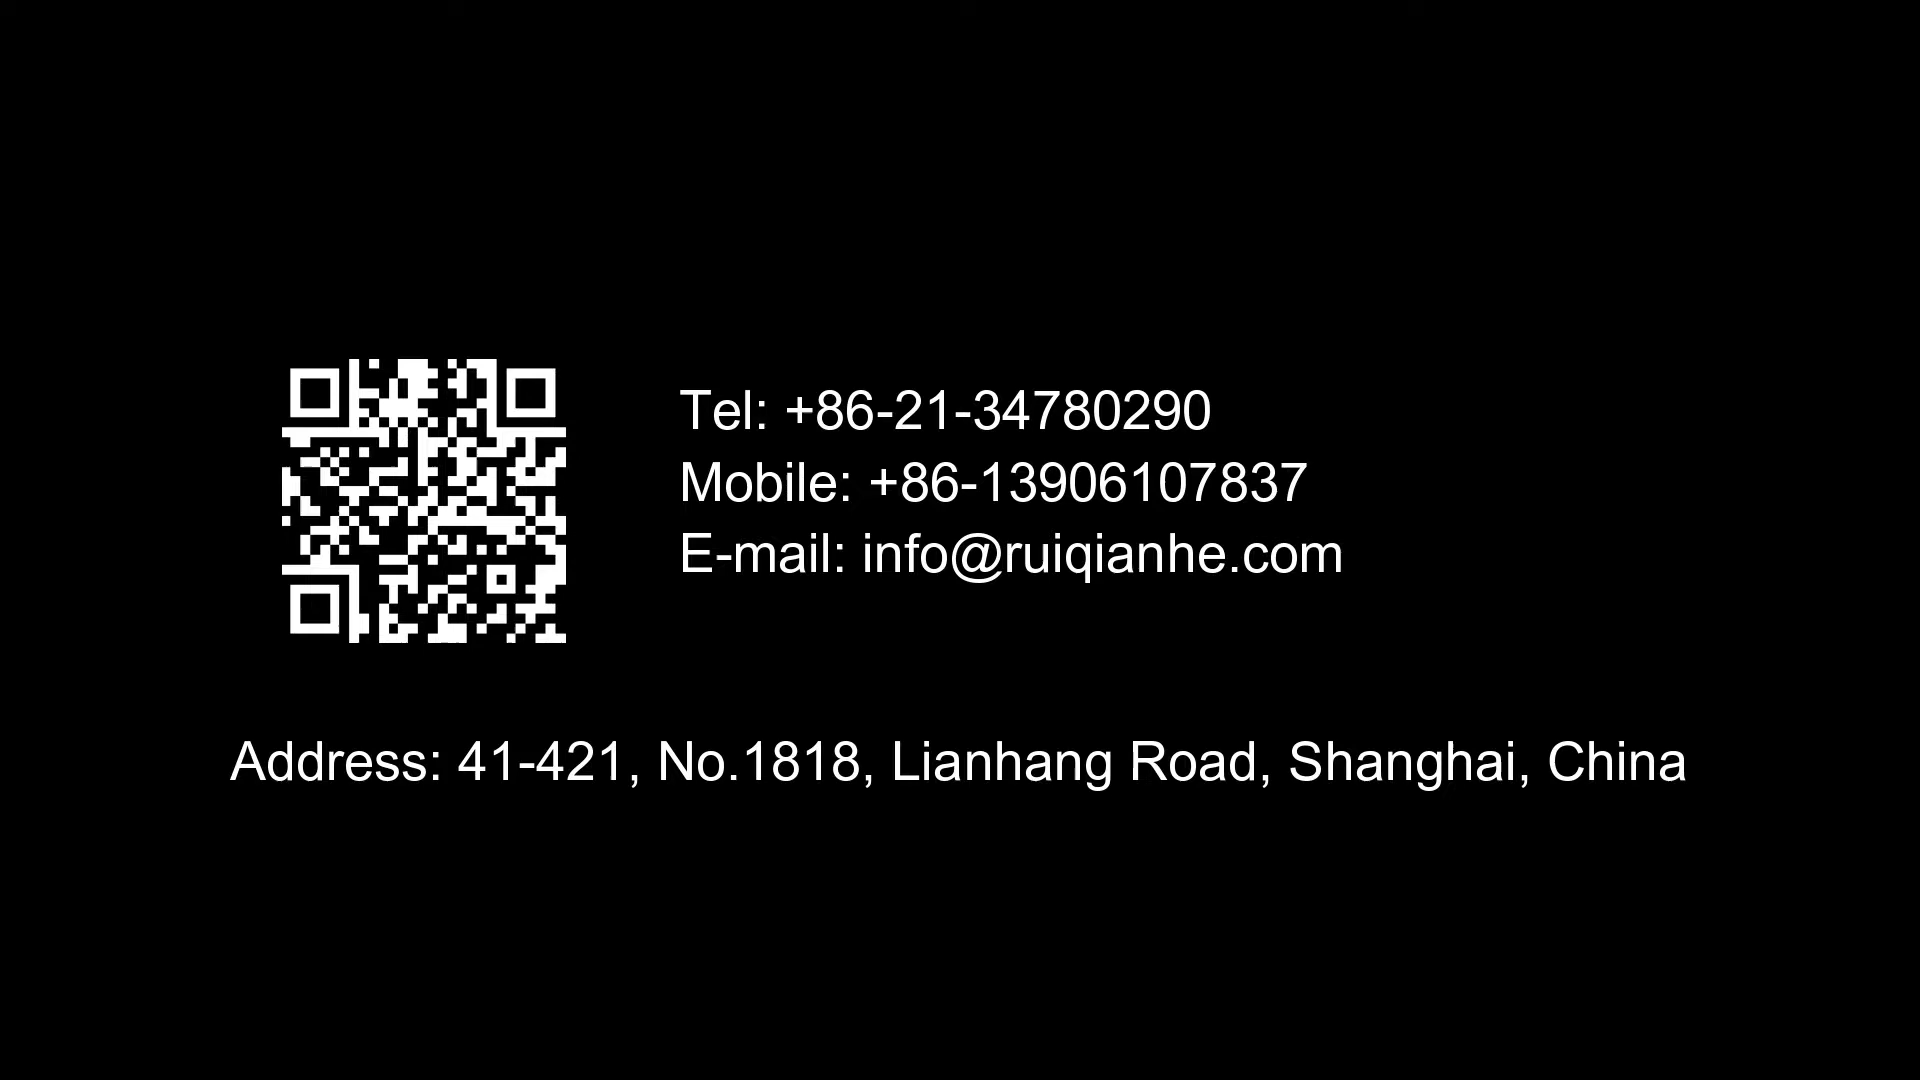 Tel: +86-21-34780290
Mobile: +86-13906107837
E-mail: info@ruiqianhe.com
Address: 41-421, No.1818, Lianhang Road, Shanghai, China